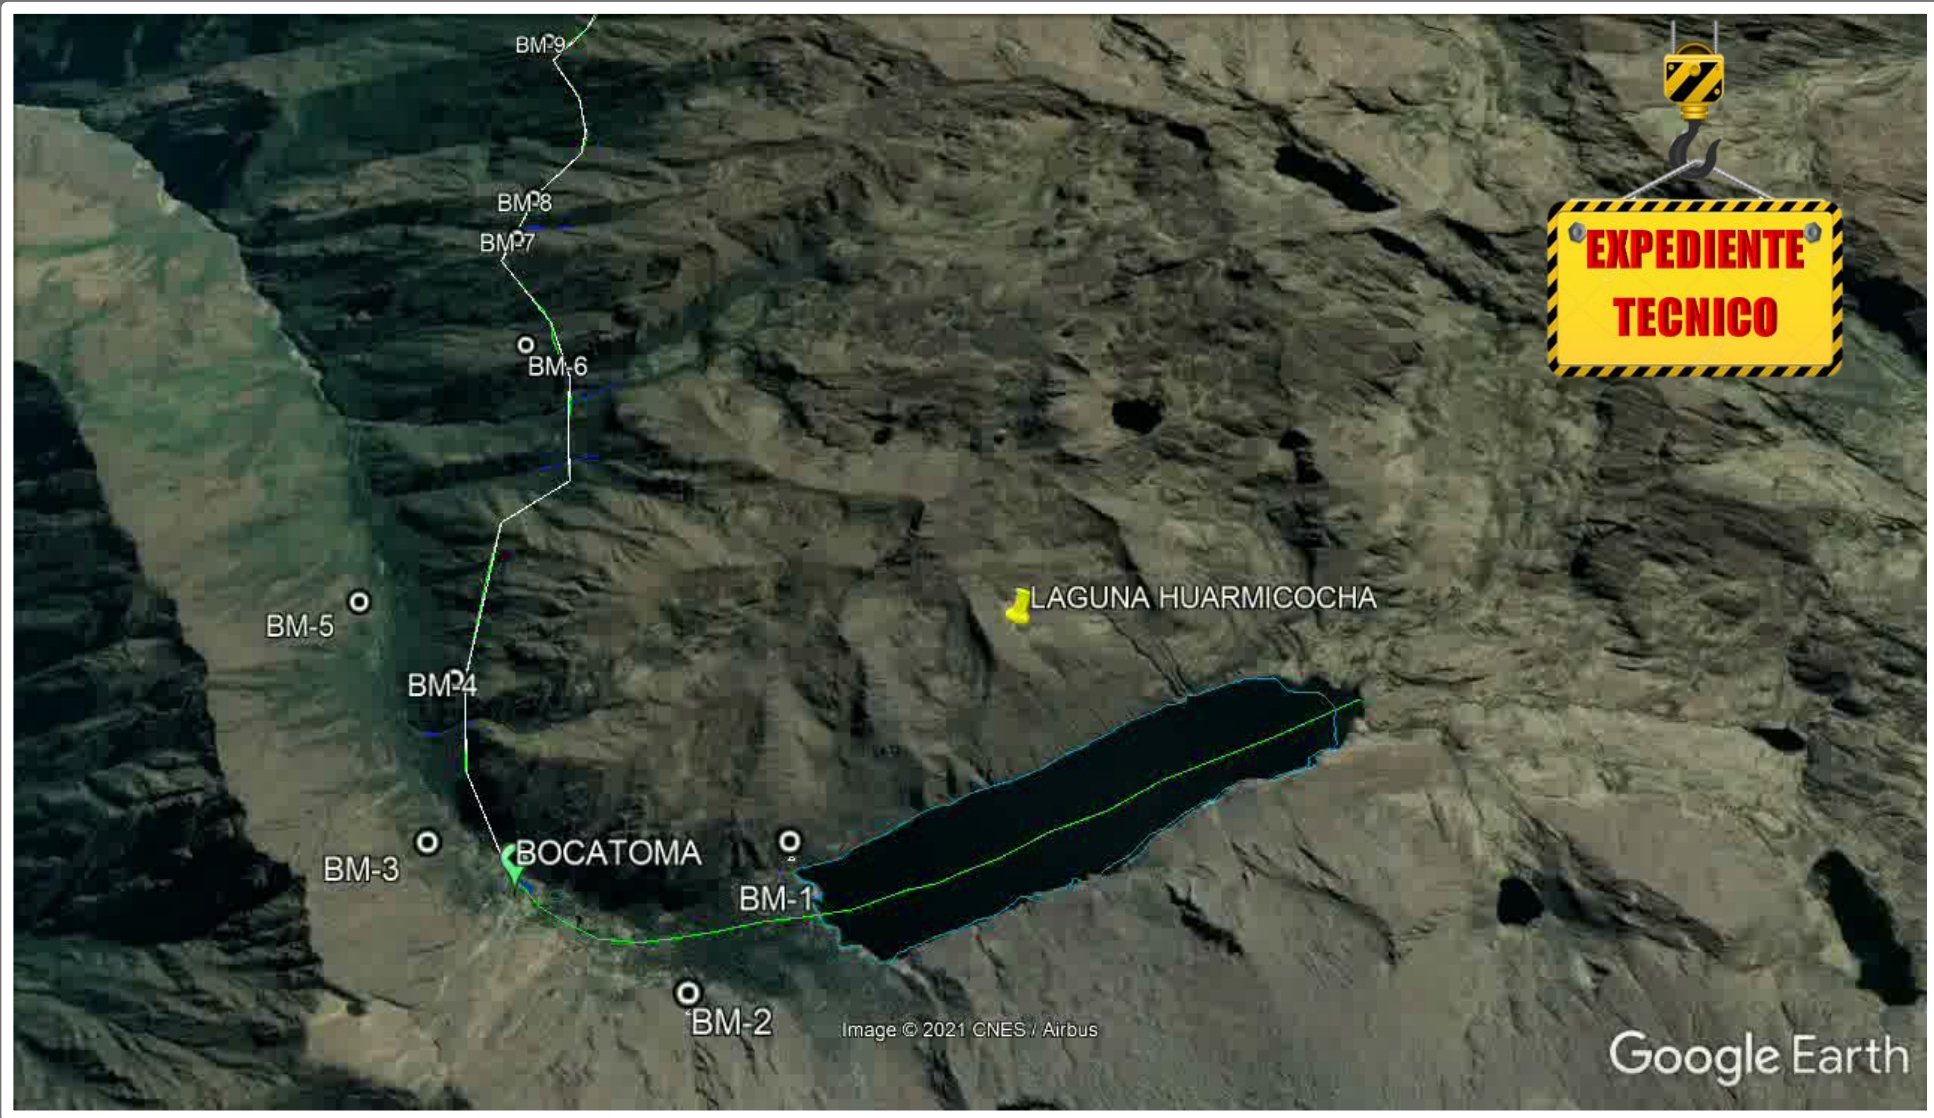 BM-9
EXPEDIENTE
TECNICO
BM-8
BM-7
BM-6
LAGUNA HUARMICOCHA
BM-5
BM-4
BOCATOMA
BM-3
BM-1
BM-2
Image © 2021 CNES / Airbus
Google Earth